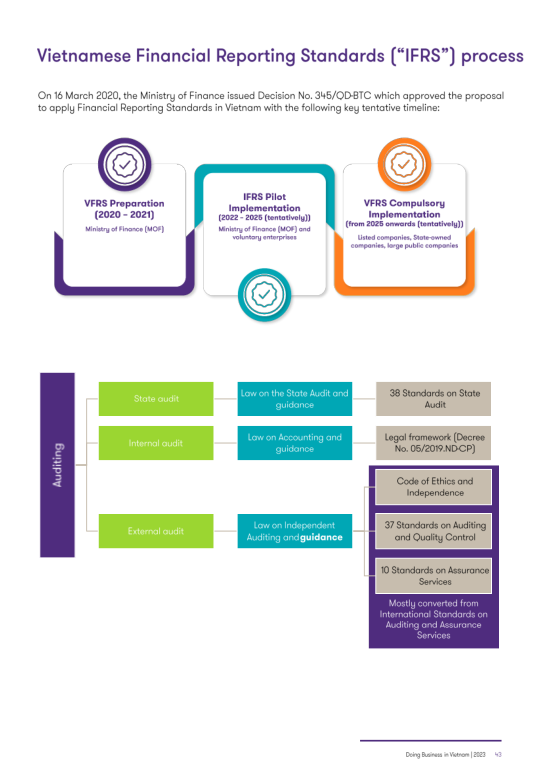 Vietnamese Financial Reporting Standards (“IFRS”) process
On 16 March 2020, the Ministry of Finance issued Decision No. 345/QD-BTC which approved the proposal
to apply Financial Reporting Standards in Vietnam with the following key tentative timeline:
VFRS Preparation
(2020 – 2021)
Ministry of Finance (MOF)
IFRS Pilot
Implementation
(2022 – 2025 (tentatively))
Ministry of Finance (MOF) and
voluntary enterprises
VFRS Compulsory
Implementation
(from 2025 onwards (tentatively))
Listed companies, State-owned
companies, large public companies
Auditing
State audit
Law on the State Audit and
guidance
38 Standards on State
Audit
Internal audit
Law on Accounting and
guidance
Legal framework (Decree
No. 05/2019.ND-CP)
External audit
Law on Independent
Auditing and guidance
Code of Ethics and
Independence
37 Standards on Auditing
and Quality Control
10 Standards on Assurance
Services
Mostly converted from
International Standards on
Auditing and Assurance
Services
Doing Business in Vietnam | 2023 43